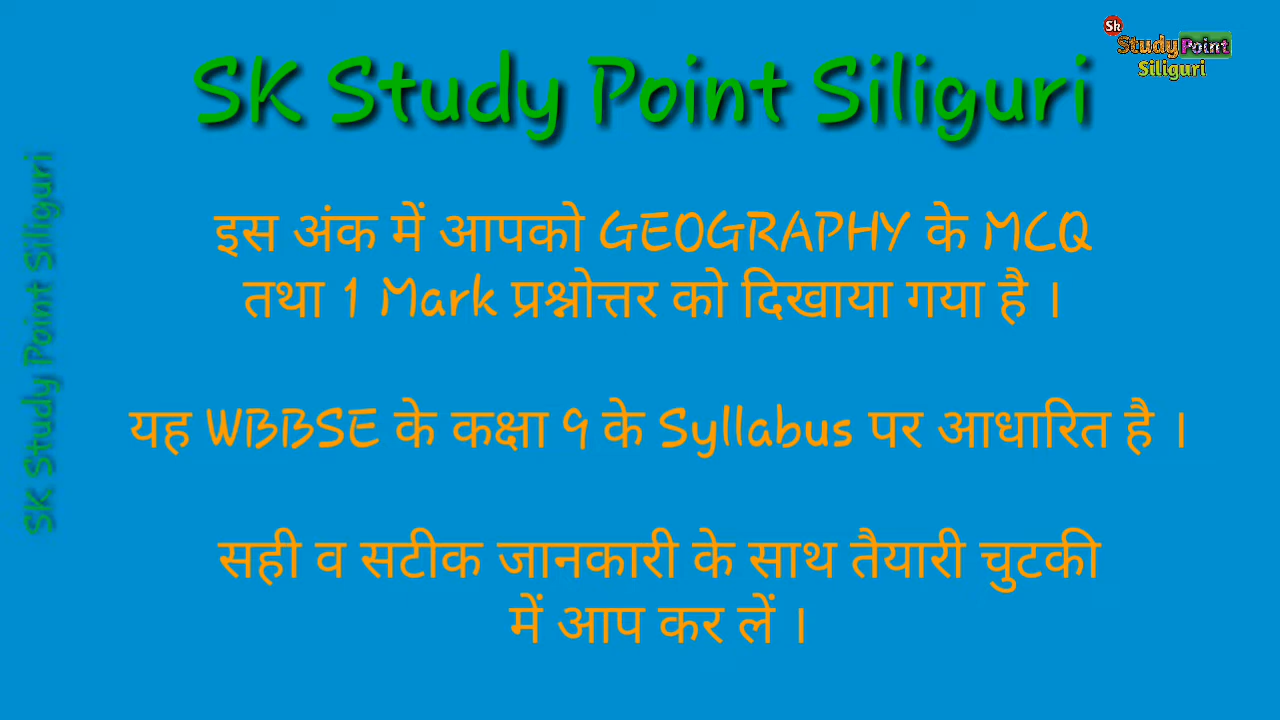 Sk
Study Point
Siliguri
SK Study Point Siliguri
SK Study Point Siliguri
इस अंक में आपको GEOGRAPHY के MCQ
तथा 1 Mark प्रश्नोत्तर को दिखाया गया है ।
यह WBBSE के कक्षा 9 के Syllabus पर आधारित है ।
सही व सटीक जानकारी के साथ तैयारी चुटकी
में आप कर लें ।